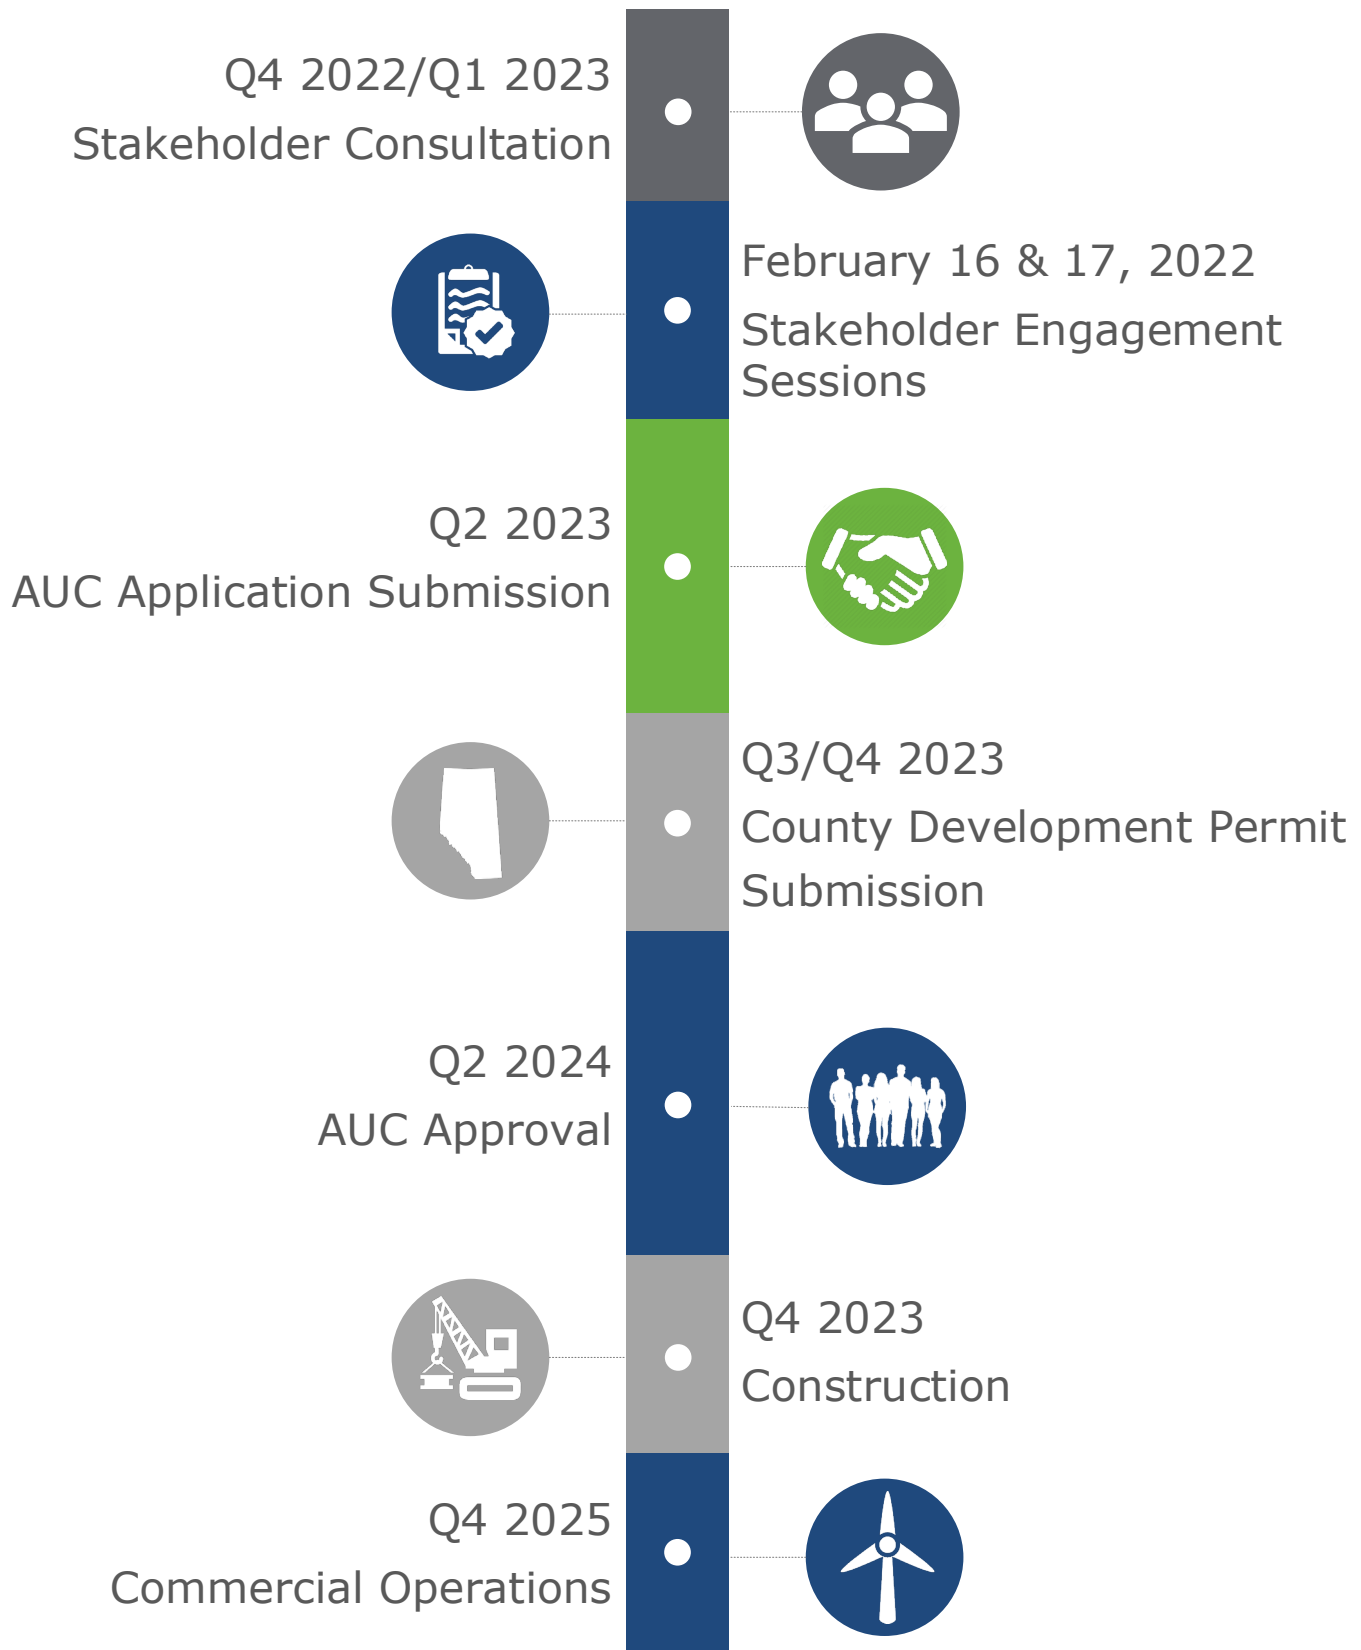 Q4 2022/Q1 2023
Stakeholder Consultation
February 16 & 17, 2022
Stakeholder Engagement
Sessions
Q2 2023
AUC Application Submission
Q3/Q4 2023
County Development Permit
Submission
Q2 2024
AUC Approval
Q4 2023
Construction
Q4 2025
Commercial Operations